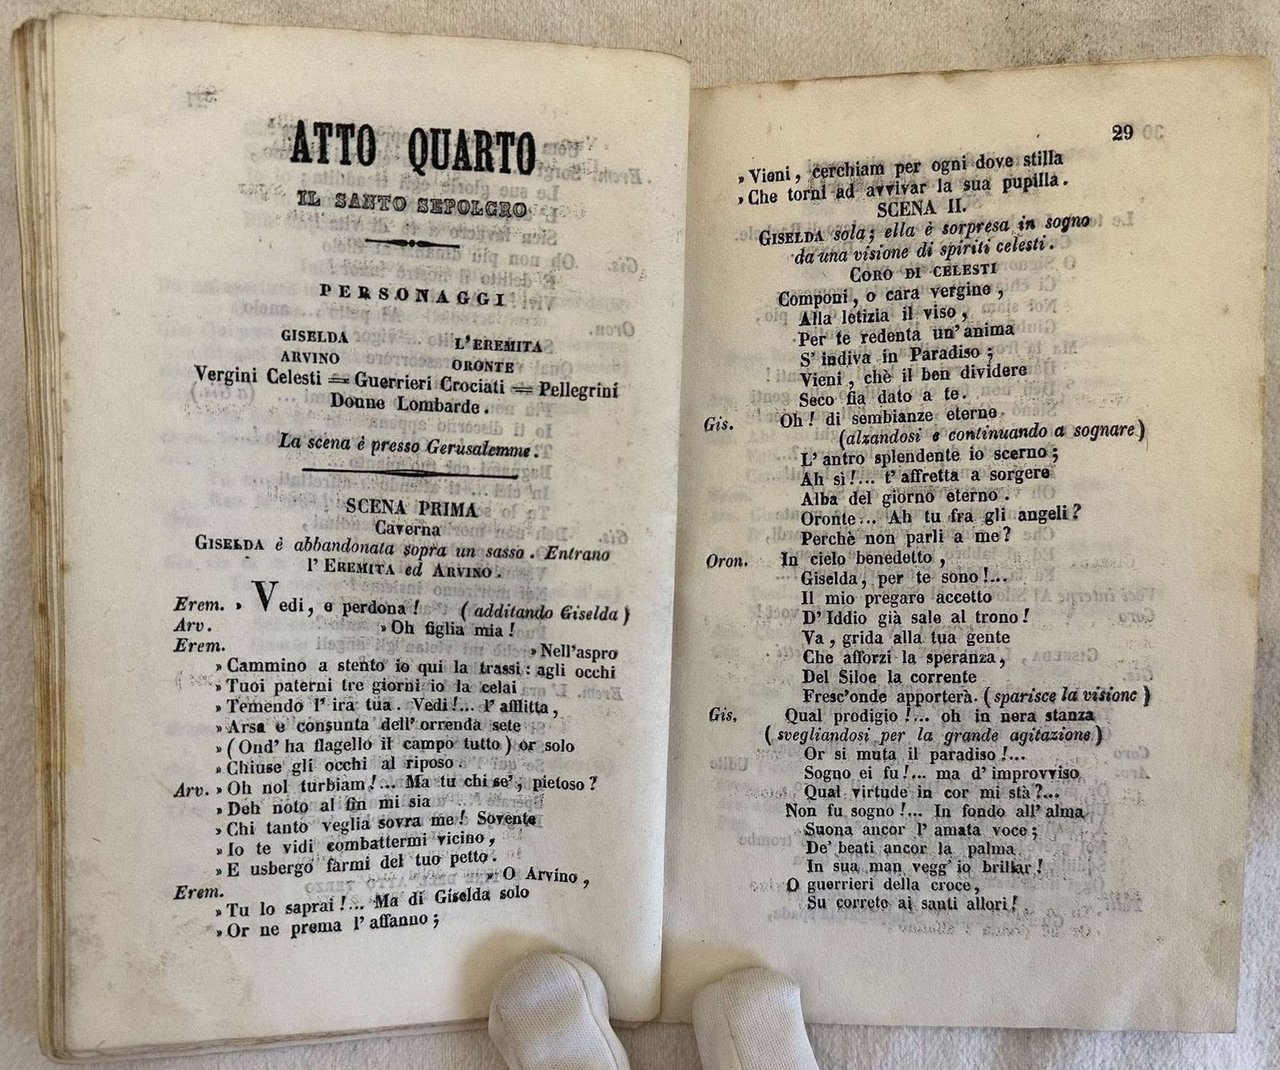 ATTO QUARTO
IL SANTO SEPOLCRO
PERSONAGGI
GISELDA L'EREMITA
ARVINO ORONTE
Vergini Celesti = Guerrieri Crociati = Pellegrini
Donne Lombarde.
La scena è presso Gerusalemme.
SCENA PRIMA
Caverna
GISELDA è abbandonata sopra un sasso. Entrano
l'EREMITA ed ARVINO.
Erem. » Vedi, e perdona! (additando Giselda)
Arv. » Oh figlia mia!
Erem. » Nell'aspro
» Cammino a stento io qui la trassi: agli occhi
» Tuoi paterni tre giorni io la celai
» Temendo l'ira tua. Vedi!... l'afflitta,
» Arsa e consunta dell'orrenda sete
» (Ond'ha flagello il campo tutto) or solo
» Chiuse gli occhi al riposo.
Arv. » Oh nol turbiam!... Ma tu chi se', pietoso?
» Deh noto al fin mi sia
» Chi tanto veglia sovra me! Sovente
» Io te vidi combattermi vicino,
» E usbergo farmi del tuo petto.
Erem. » O Arvino,
» Tu lo saprai!... Ma di Giselda solo
» Or ne prema l'affanno;
29
» Vieni, cerchiam per ogni dove stilla
» Che torni ad avvivar la sua pupilla.
SCENA II.
GISELDA sola; ella è sorpresa in sogno
da una visione di spiriti celesti.
CORO DI CELESTI
Componi, o cara vergine,
Alla letizia il viso,
Per te redenta un'anima
S'indiva in Paradiso;
Vieni, chè il ben dividere
Seco fia dato a te.
Gis. Oh! di sembianze eterne
(alzandosi e continuando a sognare)
L'antro splendente io scerno;
Ah sì!... t'affretta a sorgere
Alba del giorno eterno.
Oronte... Ah tu fra gli angeli?
Perchè non parli a me?
Oron. In cielo benedetto,
Giselda, per te sono!...
Il mio pregare accetto
D'Iddio già sale al trono!
Va, grida alla tua gente
Che afforzi la speranza,
Del Siloe la corrente
Fresc'onde apporterà. (sparisce la visione)
Gis. Qual prodigio!... oh in nera stanza
(svegliandosi per la grande agitazione)
Or si muta il paradiso!...
Sogno ei fu!... ma d'improvviso
Qual virtude in cor mi stà?...
Non fu sogno!... In fondo all'alma
Suona ancor l'amata voce;
De' beati ancor la palma
In sua man vegg'io brillar!
O guerrieri della croce,
Su correte ai santi allori!